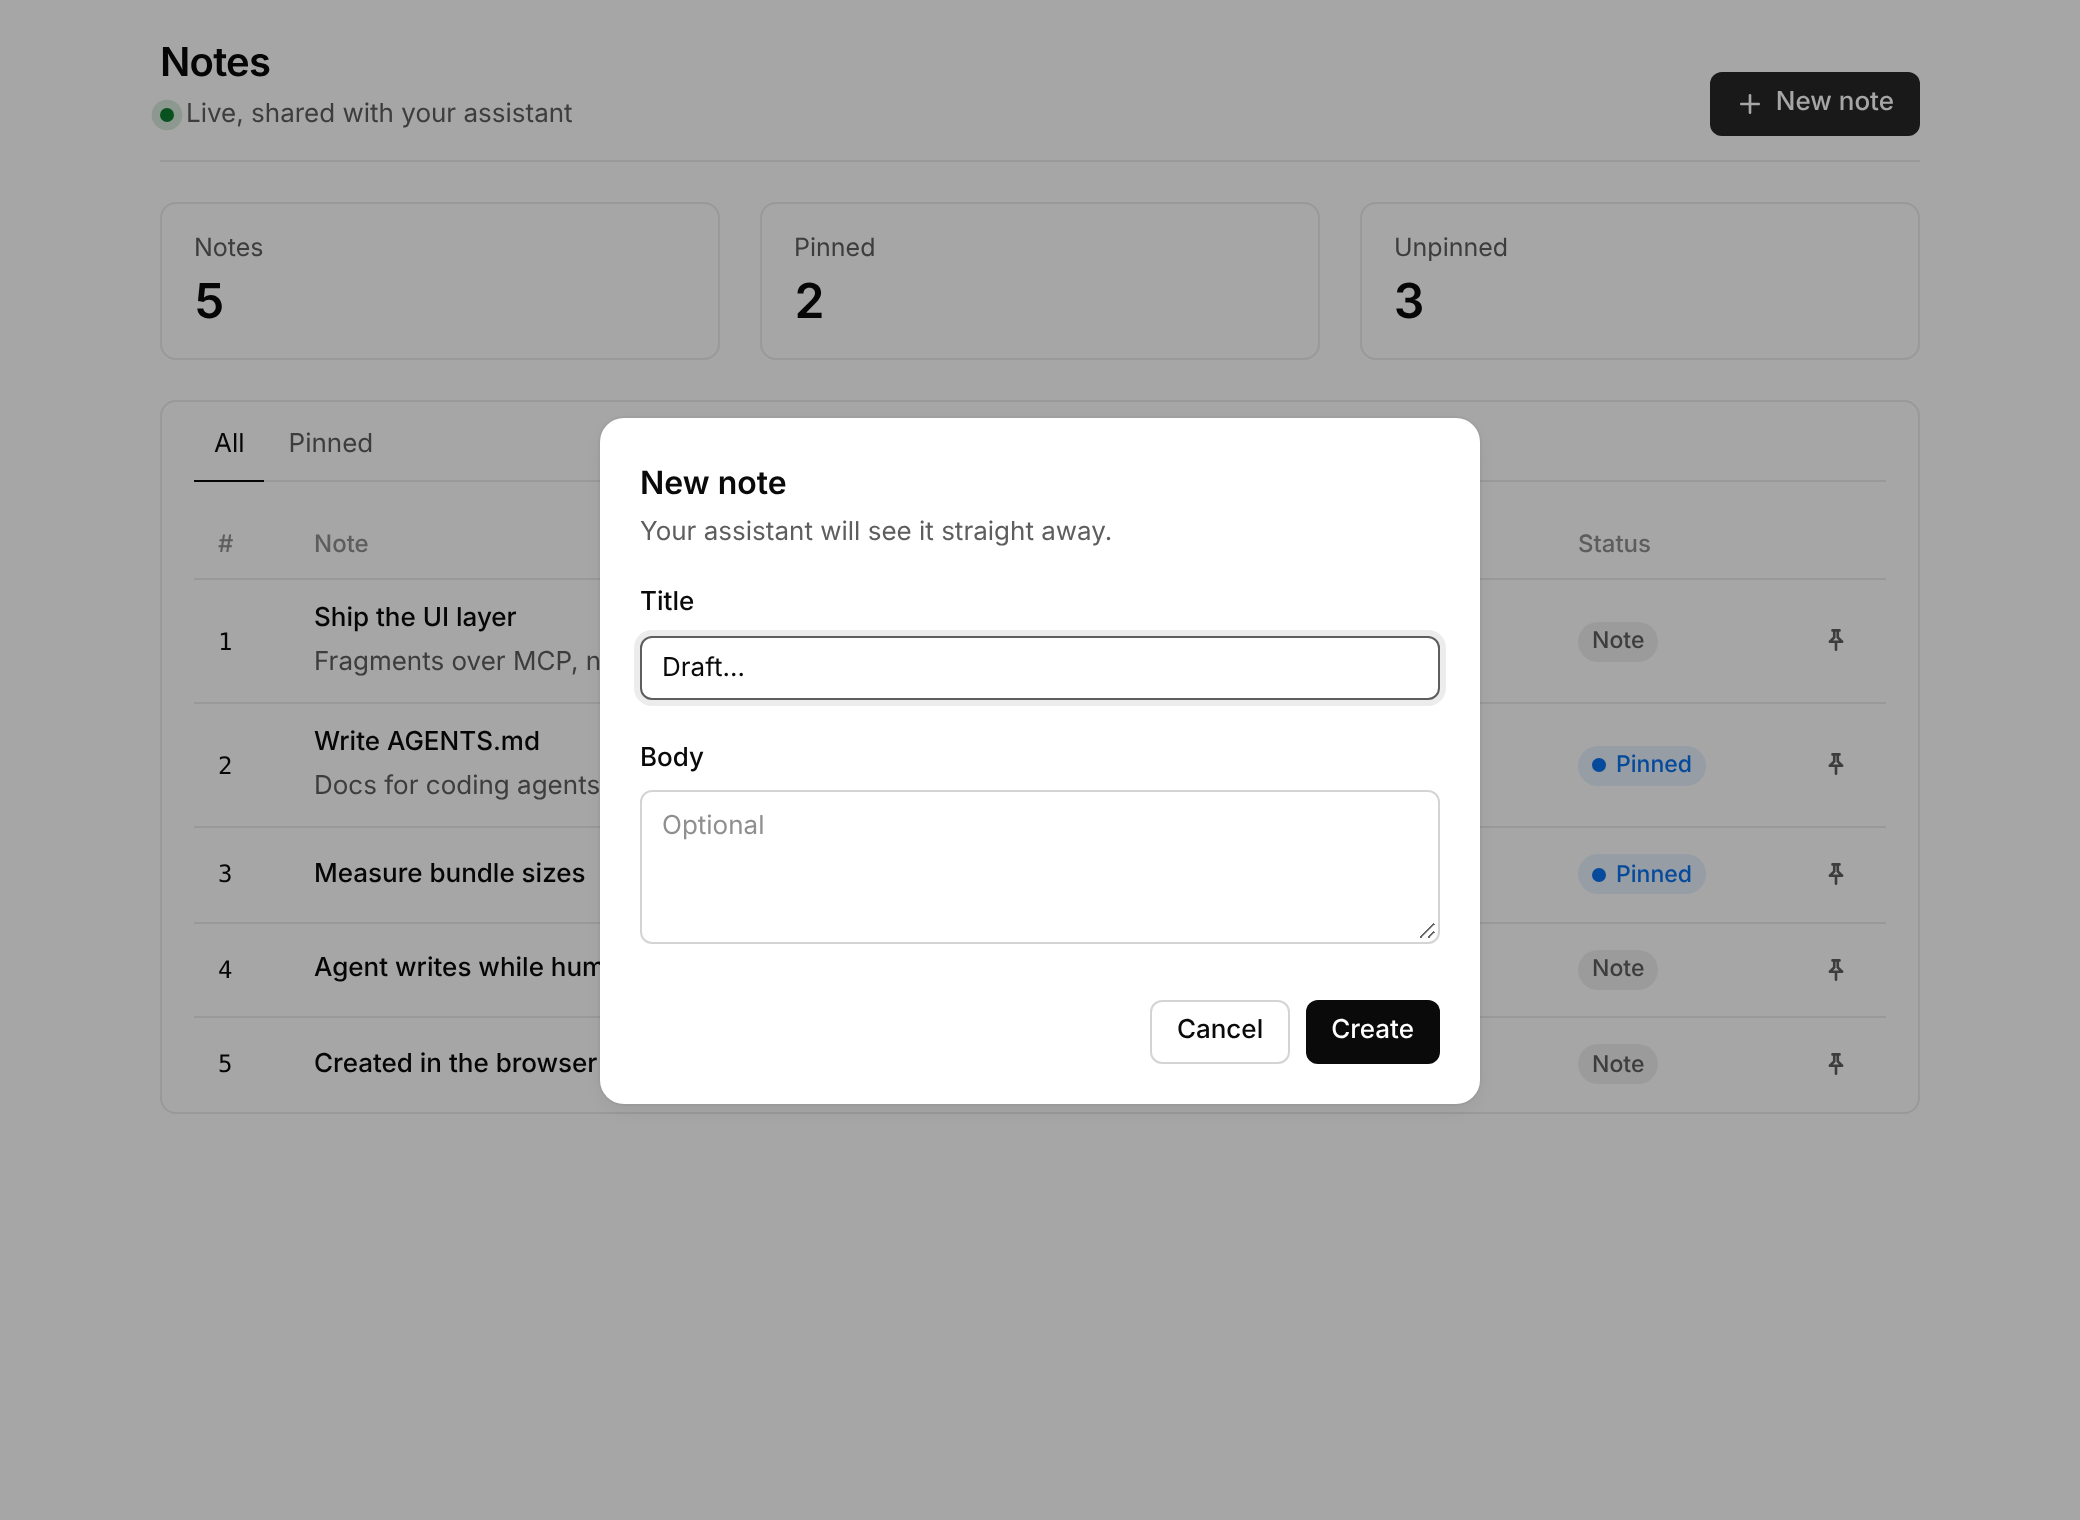 Notes
Live, shared with your assistant
+ New note
Notes
5
Pinned
2
Unpinned
3
All Pinned
# Note Status
1 Ship the UI layer Note
Fragments over MCP,
2 Write AGENTS.md Pinned
Docs for coding agents
3 Measure bundle sizes Pinned
4 Agent writes while Note
5 Created in the browser Note
New note
Your assistant will see it straight away.
Title
Draft...
Body
Optional
Cancel Create